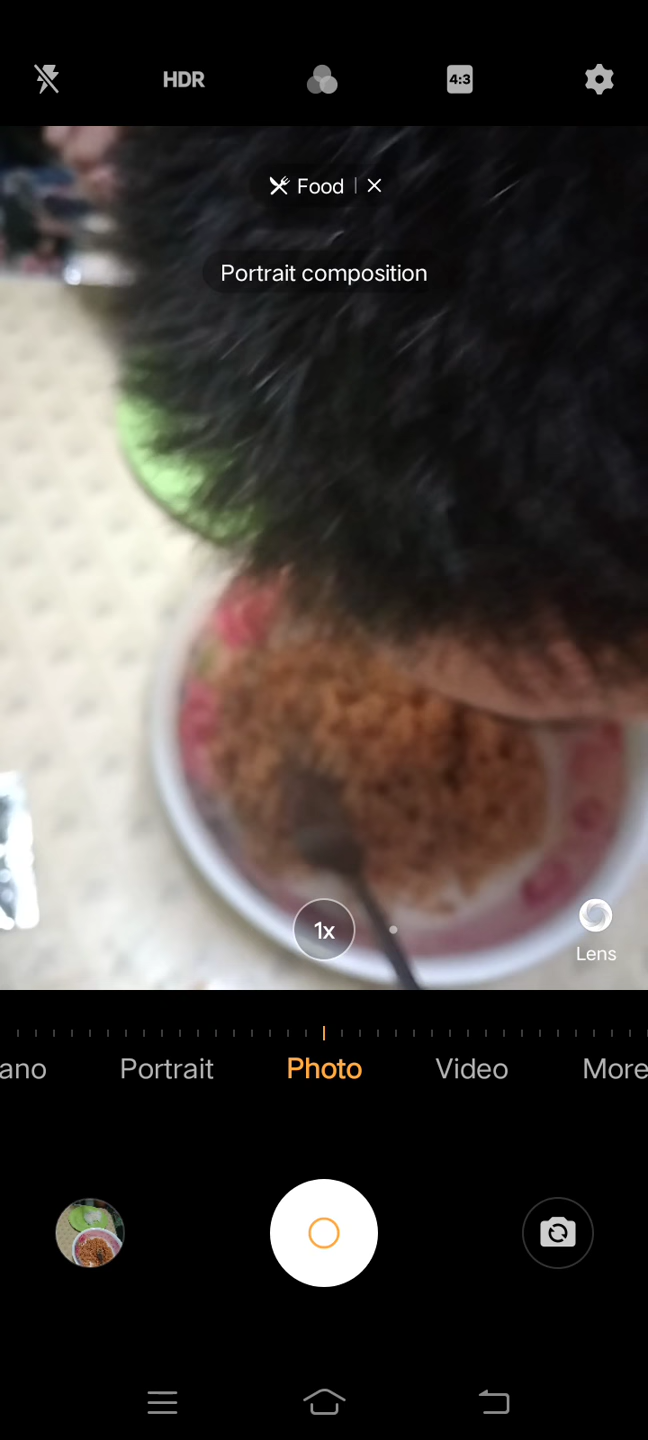 HDR
4:3
Food
Portrait composition
1x
Lens
ano
Portrait
Photo
Video
More